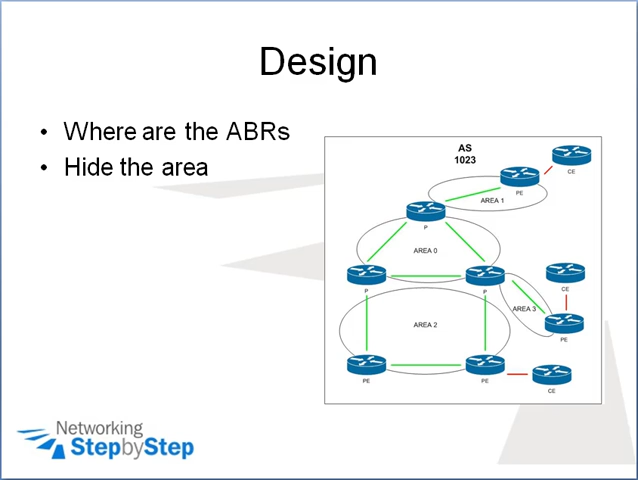 Design
• Where are the ABRs
• Hide the area
AS
1023
CE
PE
AREA 1
P
AREA 0
P
P
CE
AREA 3
PE
AREA 2
PE
PE
CE
Networking
StepbyStep